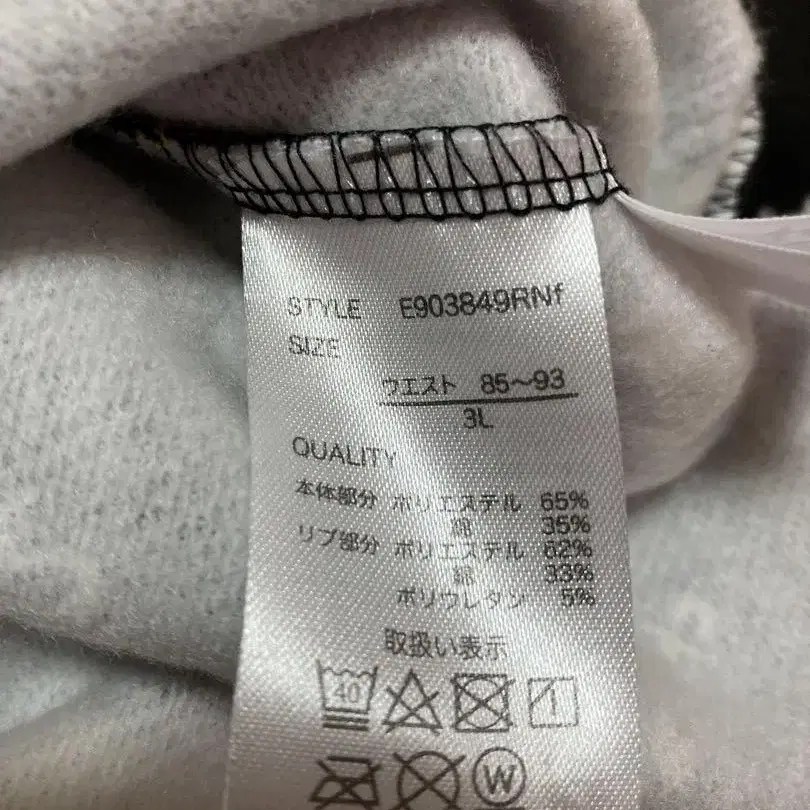 STYLE E903849RNf
SIZE
ウエスト 85～93
3L
QUALITY
本体部分 ポリエステル 65%
綿 35%
リブ部分 ポリエステル 62%
綿 33%
ポリウレタン 5%
取扱い表示
40
W